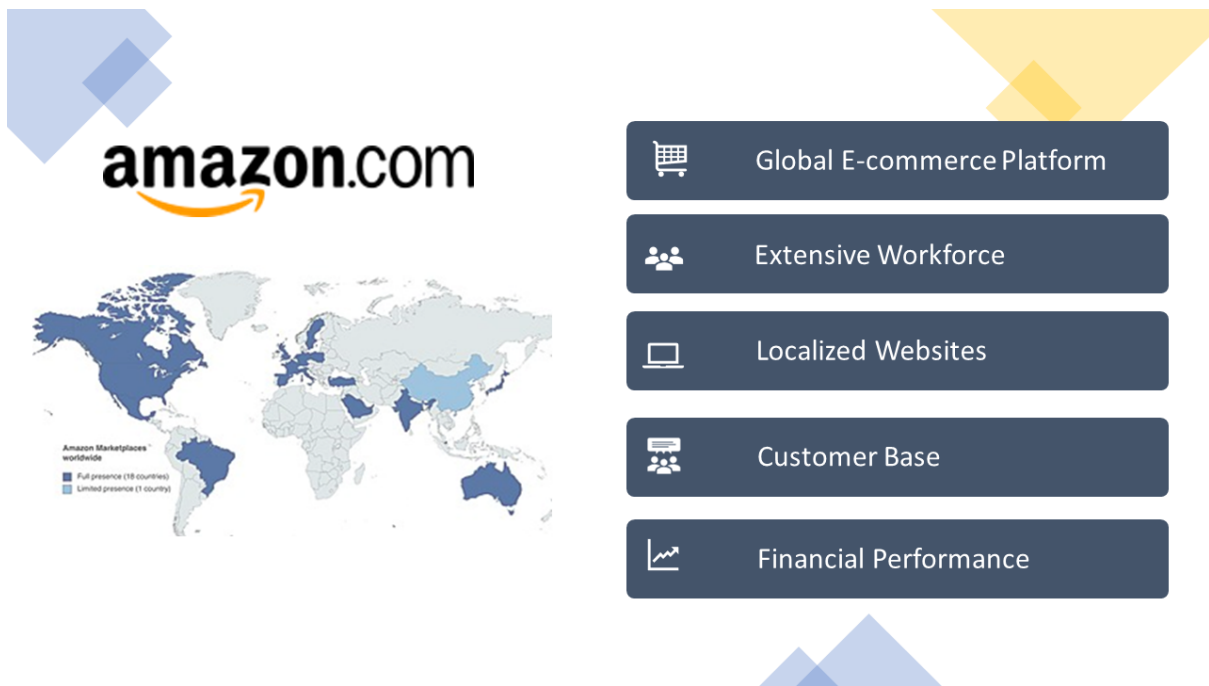 amazon.com
Amazon Marketplaces
worldwide
Full presence (18 countries)
Limited presence (1 country)
Global E-commerce Platform
Extensive Workforce
Localized Websites
Customer Base
Financial Performance